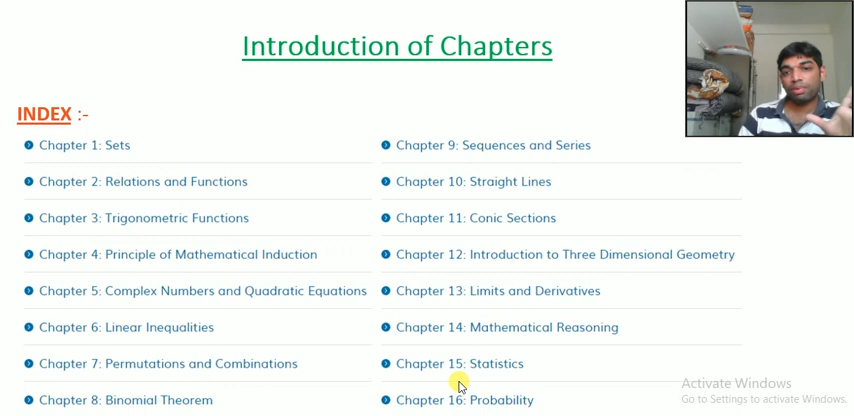 Introduction of Chapters
INDEX :-
Chapter 1: Sets
Chapter 2: Relations and Functions
Chapter 3: Trigonometric Functions
Chapter 4: Principle of Mathematical Induction
Chapter 5: Complex Numbers and Quadratic Equations
Chapter 6: Linear Inequalities
Chapter 7: Permutations and Combinations
Chapter 8: Binomial Theorem
Chapter 9: Sequences and Series
Chapter 10: Straight Lines
Chapter 11: Conic Sections
Chapter 12: Introduction to Three Dimensional Geometry
Chapter 13: Limits and Derivatives
Chapter 14: Mathematical Reasoning
Chapter 15: Statistics
Chapter 16: Probability
Activate Windows
Go to Settings to activate Windows.